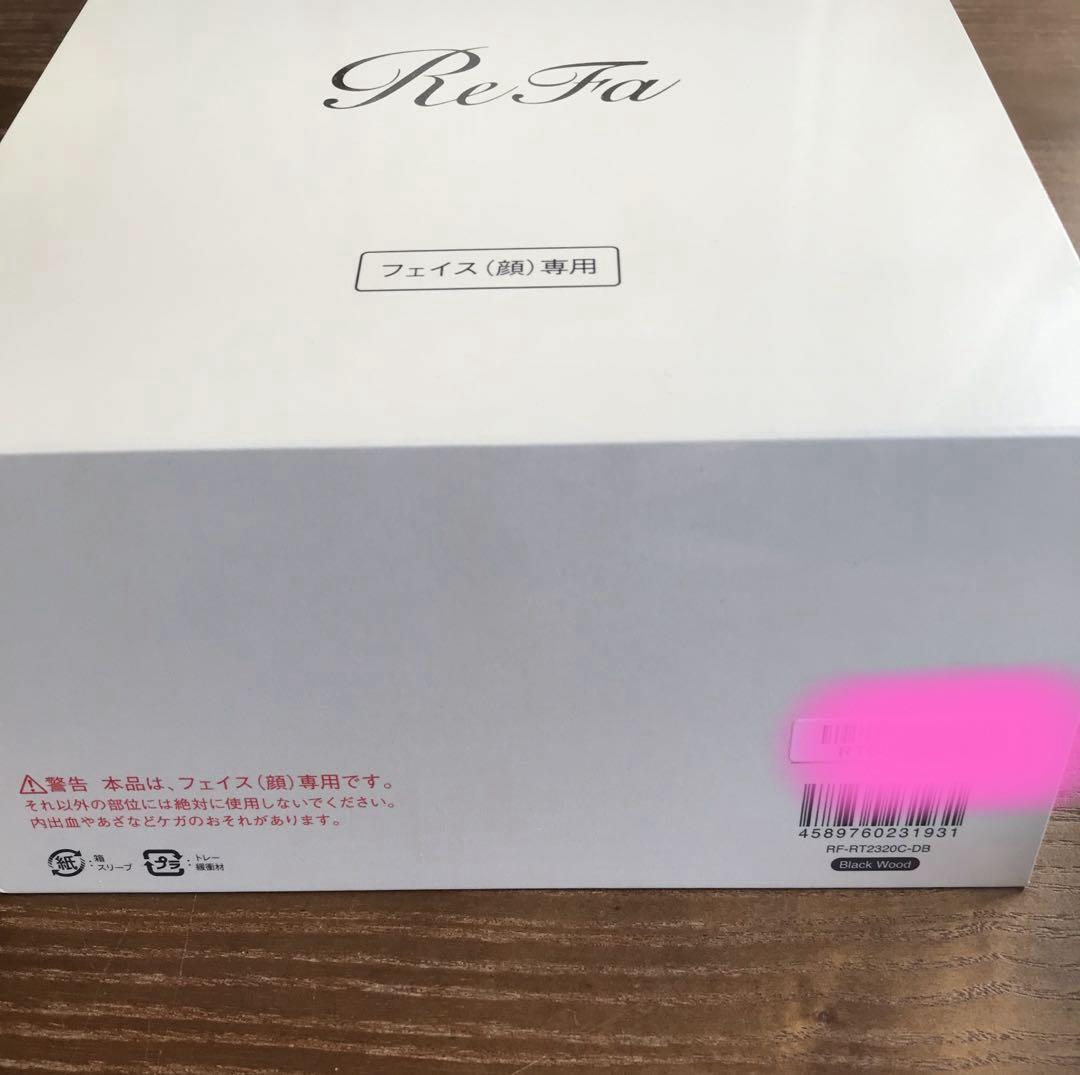 ReFa
フェイス(顔)専用
⚠警告 本品は、フェイス(顔)専用です。
それ以外の部位には絶対に使用しないでください。
内出血やあざなどケガのおそれがあります。
紙:箱
スリーブ
プラ:トレー
緩衝材
4589760231931
RF-RT2320C-DB
Black Wood